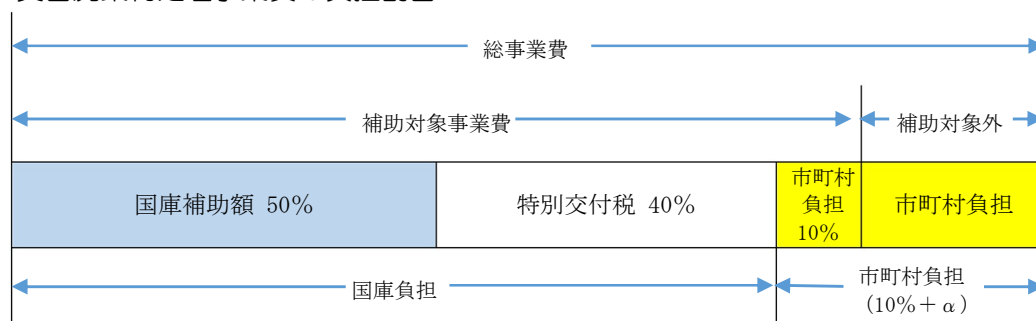 総事業費
補助対象事業費
補助対象外
国庫補助額 50%
特別交付税 40%
市町村
負担
10%
市町村負担
国庫負担
市町村負担
(10%+α)